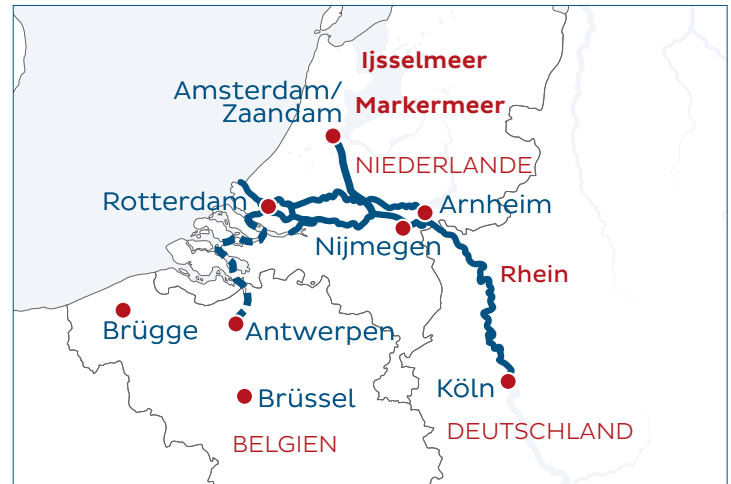 Ijsselmeer
Amsterdam/
Zaandam
Markermeer
NIEDERLANDE
Rotterdam
Arnheim
Nijmegen
Rhein
Brügge
Antwerpen
Köln
Brüssel
BELGIEN
DEUTSCHLAND